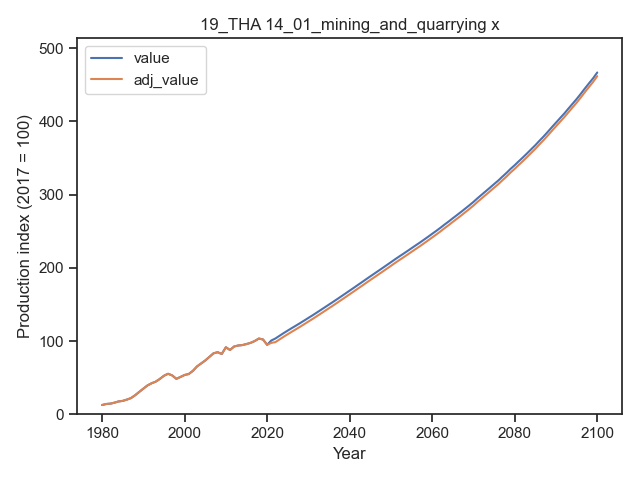 19_THA 14_01_mining_and_quarrying x
value
adj_value
Production index (2017 = 100)
500
400
300
200
100
0
1980
2000
2020
2040
2060
2080
2100
Year